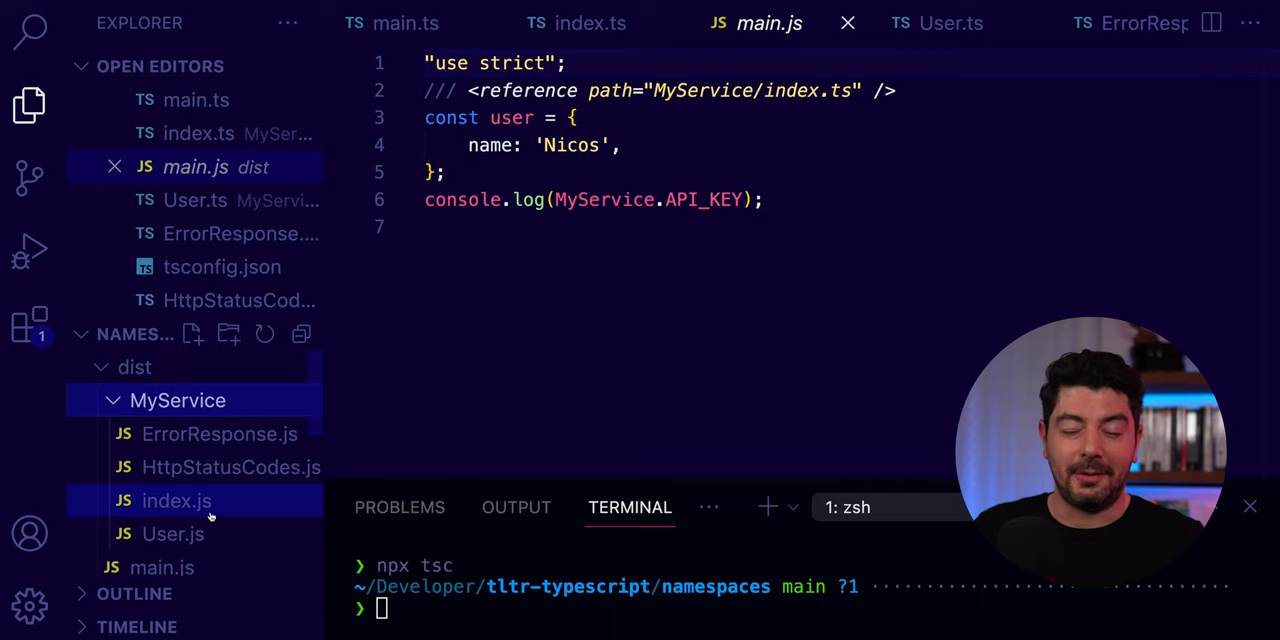 EXPLORER
OPEN EDITORS
TS main.ts
TS index.ts MySer...
JS main.js dist
TS User.ts MyServi...
TS ErrorResponse....
TS tsconfig.json
TS HttpStatusCod...
NAMES...
dist
MyService
JS ErrorResponse.js
JS HttpStatusCodes.js
JS index.js
JS User.js
JS main.js
OUTLINE
TIMELINE
1
TS main.ts
TS index.ts
JS main.js
TS User.ts
TS ErrorResp
1 "use strict";
2 /// <reference path="MyService/index.ts" />
3 const user = {
4 name: 'Nicos',
5 };
6 console.log(MyService.API_KEY);
7
PROBLEMS OUTPUT TERMINAL ... 1: zsh
❯ npx tsc
~/Developer/tltr-typescript/namespaces main ?1
❯